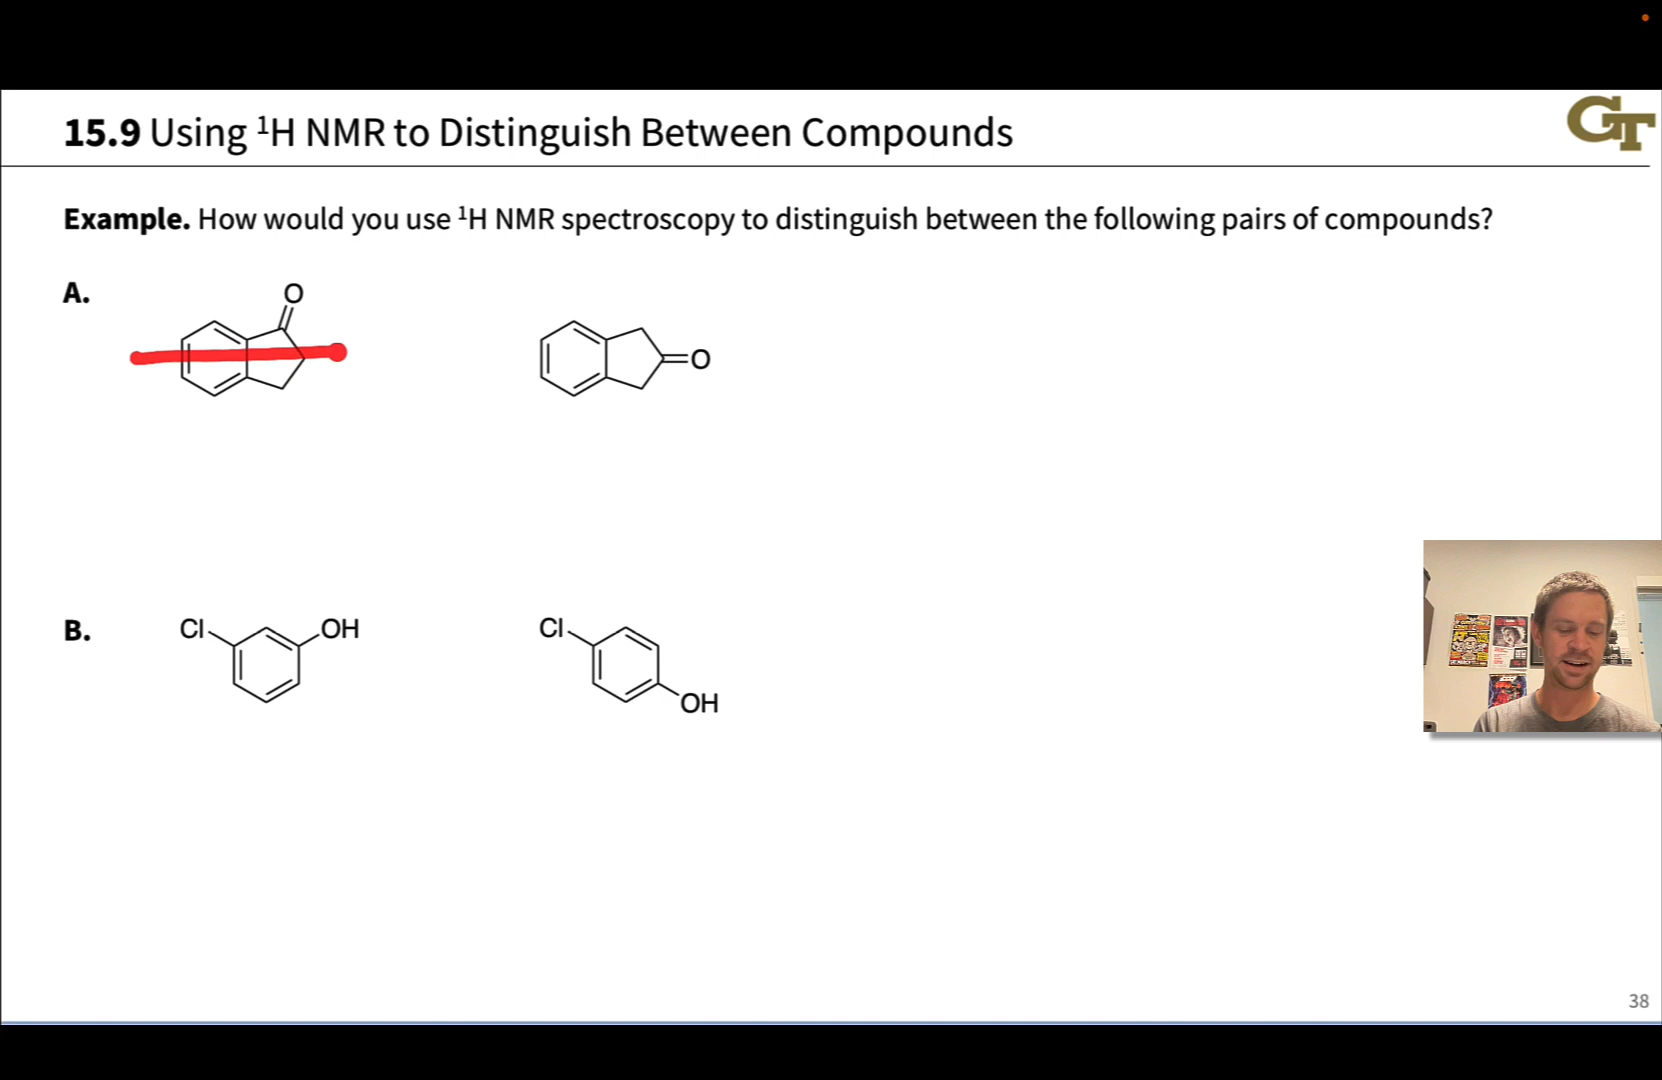 15.9 Using ¹H NMR to Distinguish Between Compounds
GT
Example. How would you use ¹H NMR spectroscopy to distinguish between the following pairs of compounds?
A.
O
O
B.
Cl
OH
Cl
OH
38